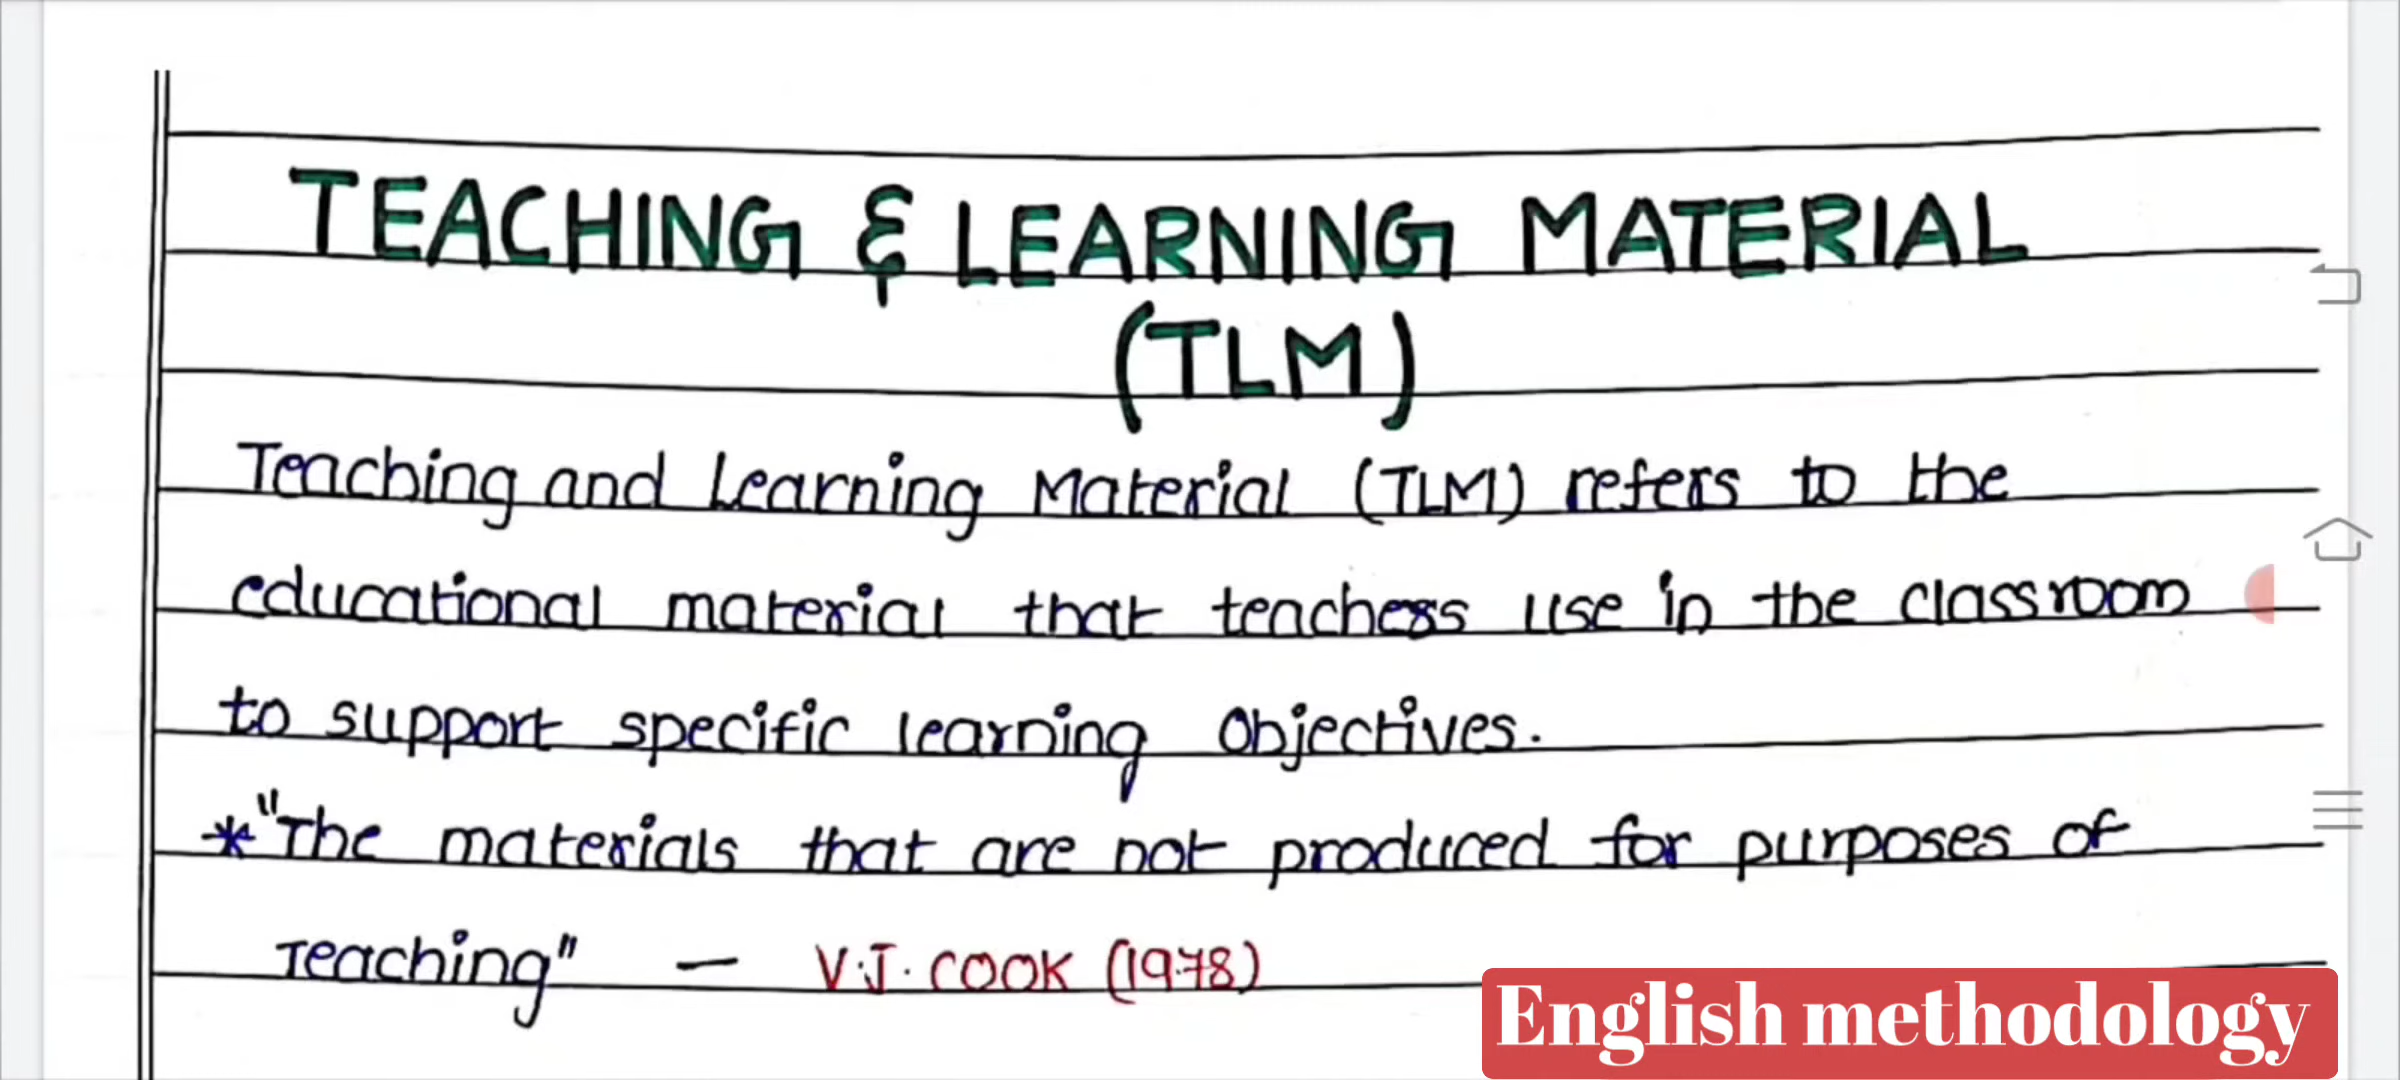 TEACHING & LEARNING MATERIAL
(TLM)
Teaching and Learning Material (TLM) refers to the
educational material that teachers use in the classroom
to support specific learning Objectives.
*"The materials that are not produced for purposes of
Teaching" — V.J. COOK (1978)
English methodology